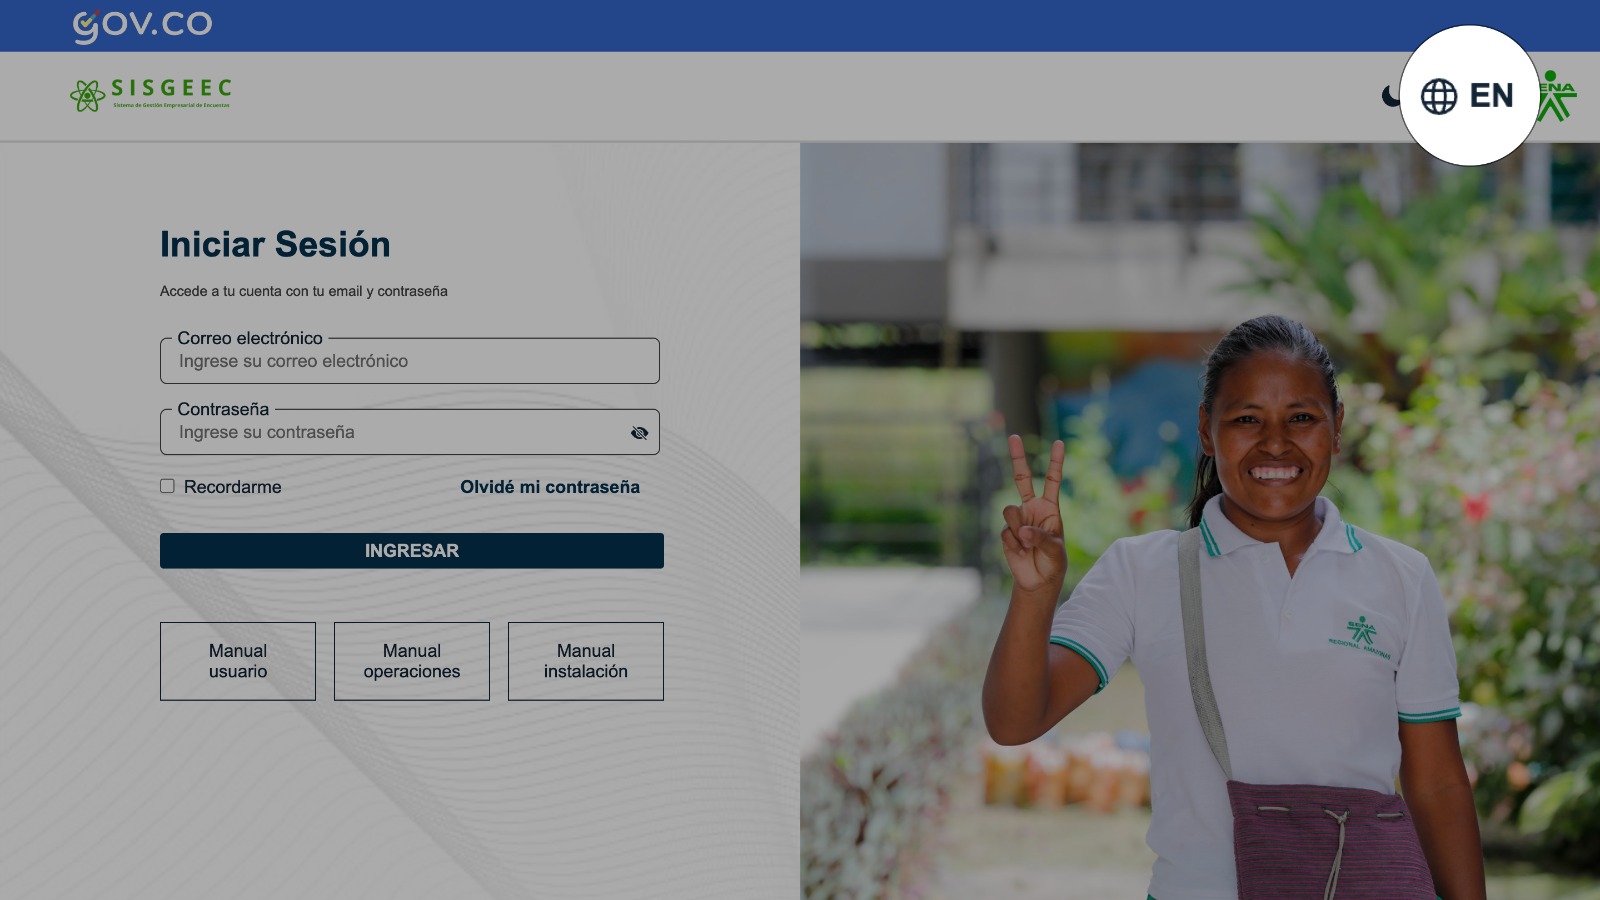 GOV.CO
SISGEEC
Sistema de Gestión Empresarial de Encuestas
EN
ENA
Iniciar Sesión
Accede a tu cuenta con tu email y contraseña
Correo electrónico
Ingrese su correo electrónico
Contraseña
Ingrese su contraseña
Recordarme
Olvidé mi contraseña
INGRESAR
Manual
usuario
Manual
operaciones
Manual
instalación
SENA
REGIONAL AMAZONAS